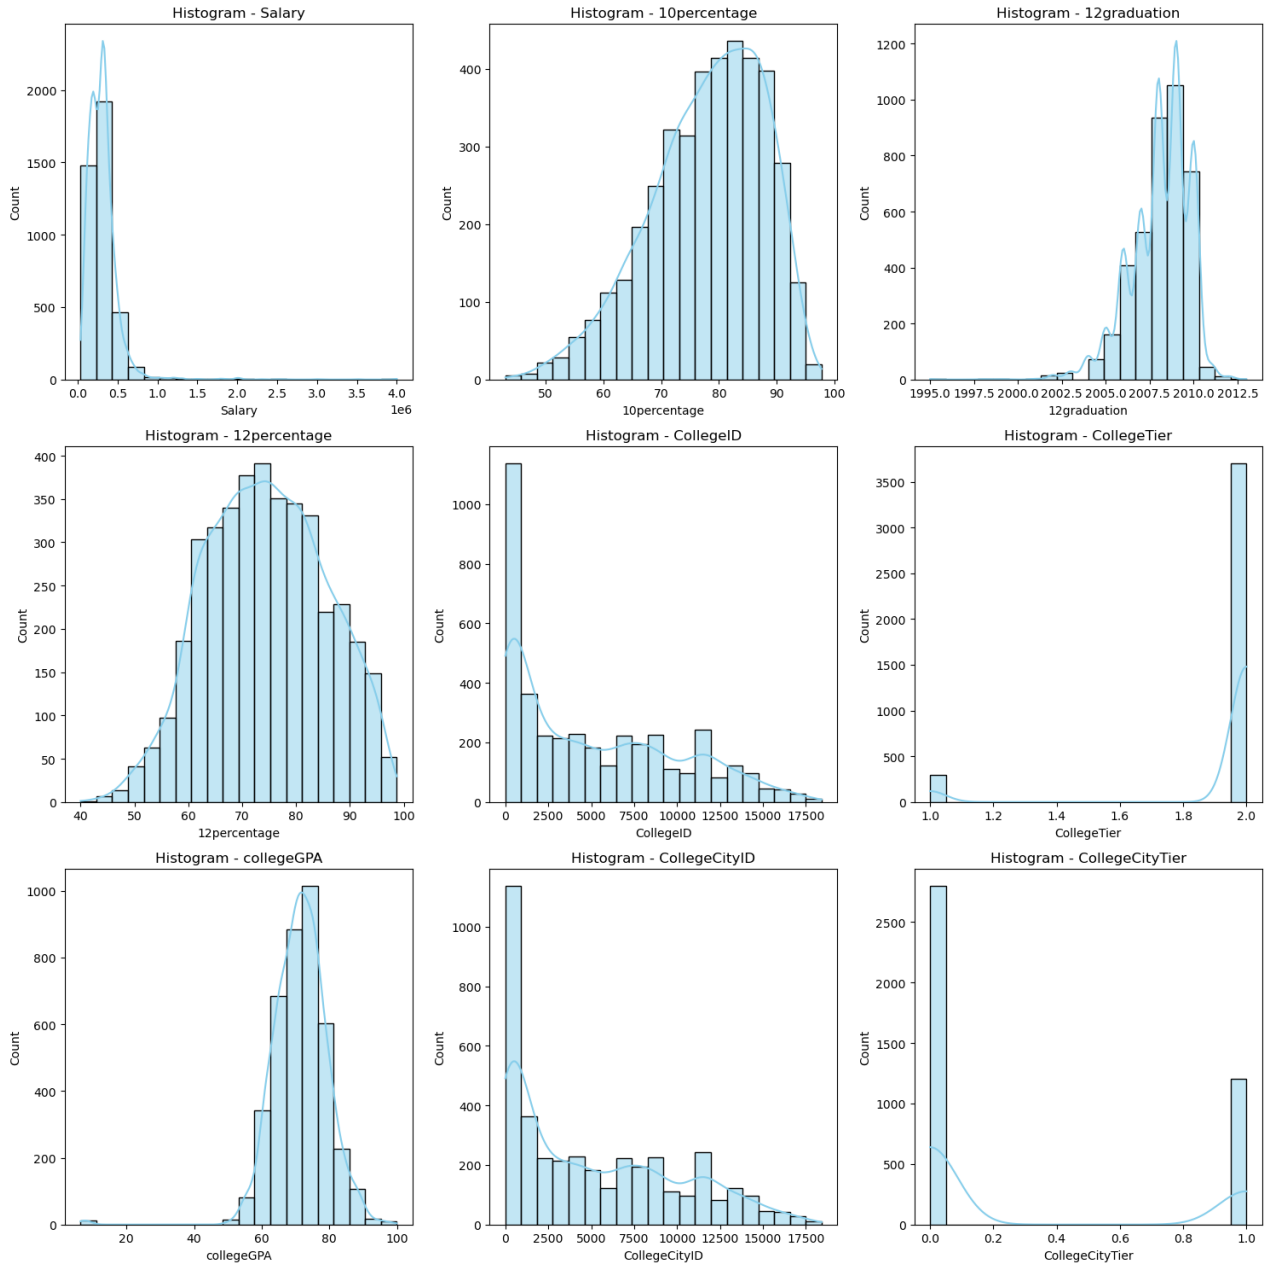 Histogram - Salary
Count
2000
1500
1000
500
0
0.0 0.5 1.0 1.5 2.0 2.5 3.0 3.5 4.0
1e6
Salary
Histogram - 10percentage
Count
400
300
200
100
0
50 60 70 80 90 100
10percentage
Histogram - 12graduation
Count
1200
1000
800
600
400
200
0
1995.0 1997.5 2000.0 2002.5 2005.0 2007.5 2010.0 2012.5
12graduation
Histogram - 12percentage
Count
400
350
300
250
200
150
100
50
0
40 50 60 70 80 90 100
12percentage
Histogram - CollegeID
Count
1000
800
600
400
200
0
0 2500 5000 7500 10000 12500 15000 17500
CollegeID
Histogram - CollegeTier
Count
3500
3000
2500
2000
1500
1000
500
0
1.0 1.2 1.4 1.6 1.8 2.0
CollegeTier
Histogram - collegeGPA
Count
1000
800
600
400
200
0
20 40 60 80 100
collegeGPA
Histogram - CollegeCityID
Count
1000
800
600
400
200
0
0 2500 5000 7500 10000 12500 15000 17500
CollegeCityID
Histogram - CollegeCityTier
Count
2500
2000
1500
1000
500
0
0.0 0.2 0.4 0.6 0.8 1.0
CollegeCityTier